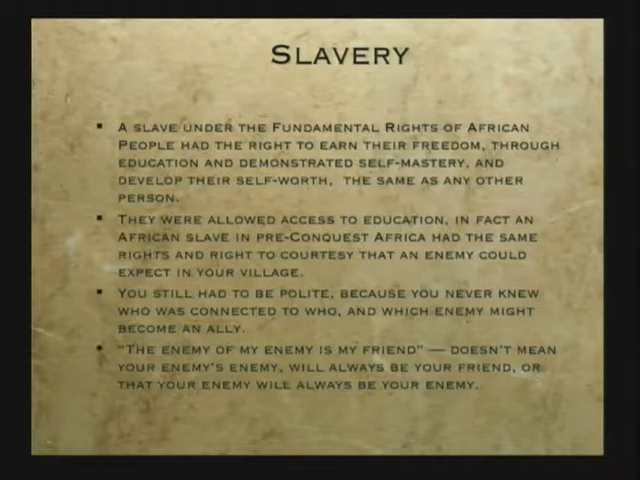 Slavery
▪ A slave under the Fundamental Rights of African
People had the right to earn their freedom, through
education and demonstrated self-mastery, and
develop their self-worth, the same as any other
person.
▪ They were allowed access to education, in fact an
African slave in pre-Conquest Africa had the same
rights and right to courtesy that an enemy could
expect in your village.
▪ You still had to be polite, because you never knew
who was connected to who, and which enemy might
become an ally.
▪ “The enemy of my enemy is my friend” — doesn't mean
your enemy's enemy, will always be your friend, or
that your enemy will always be your enemy.